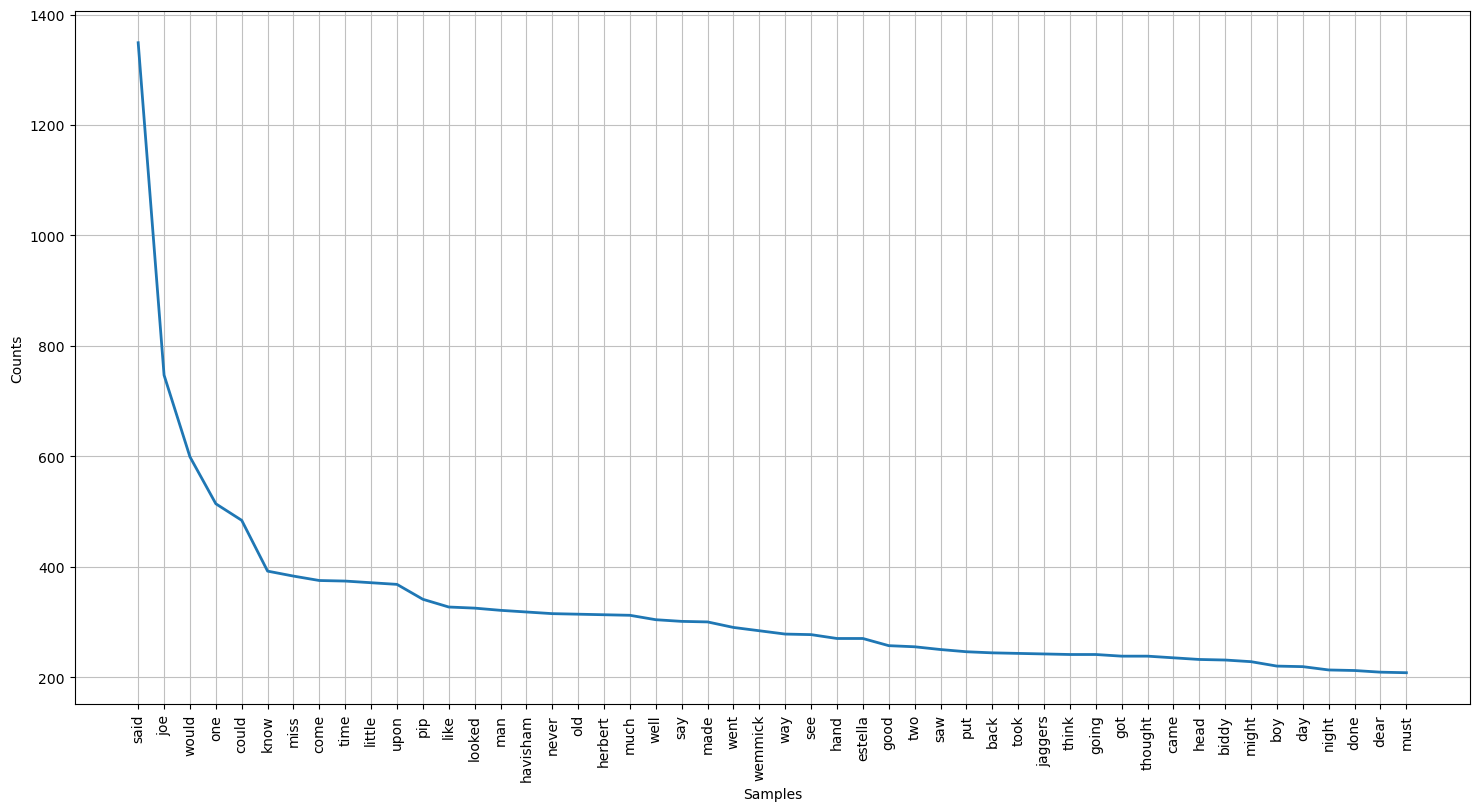 1400
1200
1000
800
600
400
200
Counts
said
joe
would
one
could
know
miss
come
time
little
upon
pip
like
looked
man
havisham
never
old
herbert
much
well
say
made
went
wemmick
way
see
hand
estella
good
two
saw
put
back
took
jaggers
think
going
got
thought
came
head
biddy
might
boy
day
night
done
dear
must
Samples